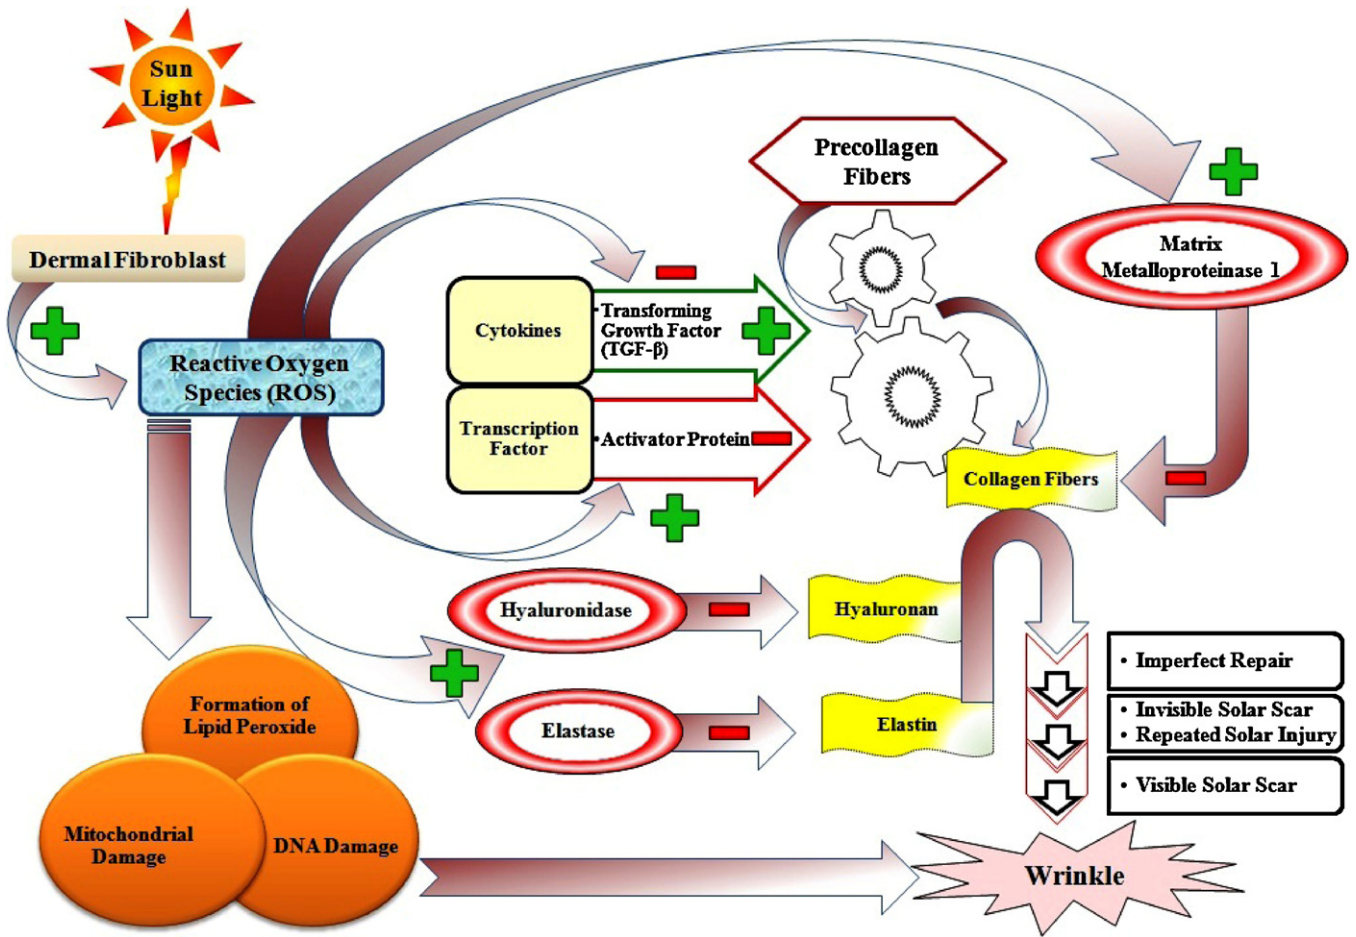 Sun
Light
Dermal Fibroblast
Reactive Oxygen
Species (ROS)
Precollagen
Fibers
Matrix
Metalloproteinase 1
Cytokines
• Transforming
Growth Factor
(TGF-β)
Transcription
Factor
• Activator Protein
Collagen Fibers
Hyaluronidase
Hyaluronan
Elastase
Elastin
• Imperfect Repair
• Invisible Solar Scar
• Repeated Solar Injury
• Visible Solar Scar
Formation of
Lipid Peroxide
Mitochondrial
Damage
DNA Damage
Wrinkle